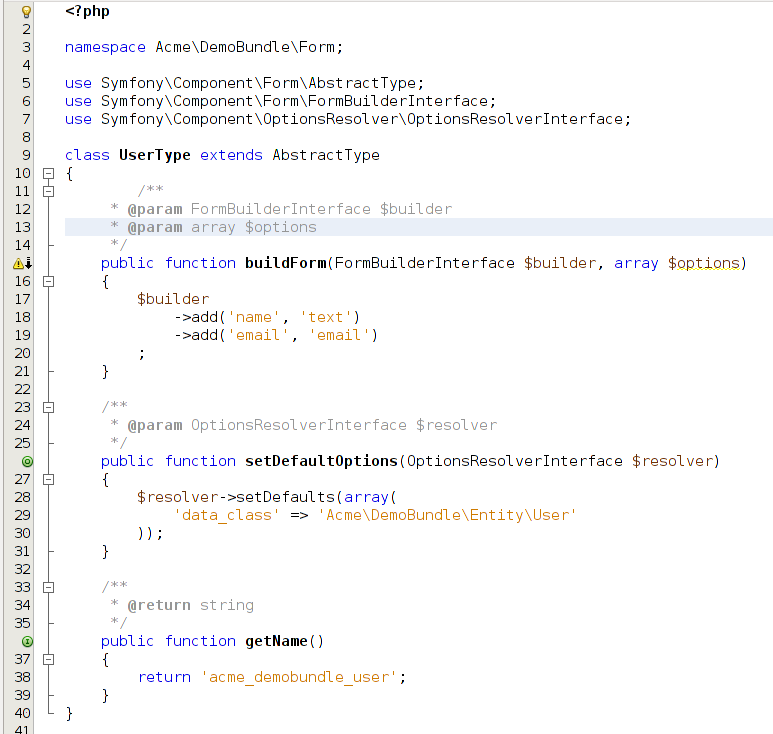 <?php
2
3 namespace Acme\DemoBundle\Form;
4
5 use Symfony\Component\Form\AbstractType;
6 use Symfony\Component\Form\FormBuilderInterface;
7 use Symfony\Component\OptionsResolver\OptionsResolverInterface;
8
9 class UserType extends AbstractType
10 {
11         /**
12      * @param FormBuilderInterface $builder
13      * @param array $options
14      */
    public function buildForm(FormBuilderInterface $builder, array $options)
16     {
17         $builder
18             ->add('name', 'text')
19             ->add('email', 'email')
20         ;
21     }
22
23     /**
24      * @param OptionsResolverInterface $resolver
25      */
    public function setDefaultOptions(OptionsResolverInterface $resolver)
27     {
28         $resolver->setDefaults(array(
29             'data_class' => 'Acme\DemoBundle\Entity\User'
30         ));
31     }
32
33     /**
34      * @return string
35      */
    public function getName()
37     {
38         return 'acme_demobundle_user';
39     }
40 }
41